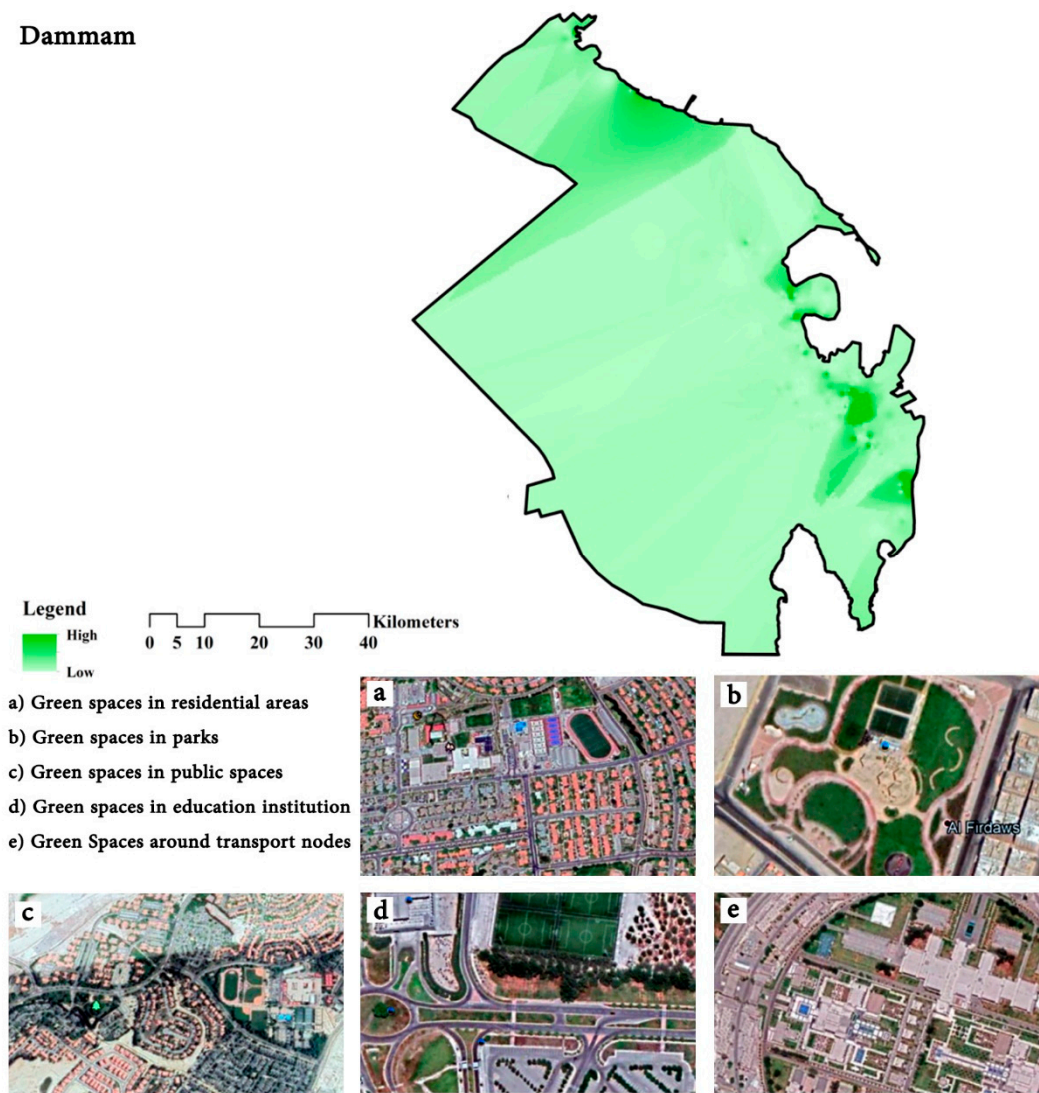 Dammam
Legend
High
Low
Kilometers
0 5 10 20 30 40
a) Green spaces in residential areas
b) Green spaces in parks
c) Green spaces in public spaces
d) Green spaces in education institution
e) Green Spaces around transport nodes
a
b
Al Firdaws
c
d
e